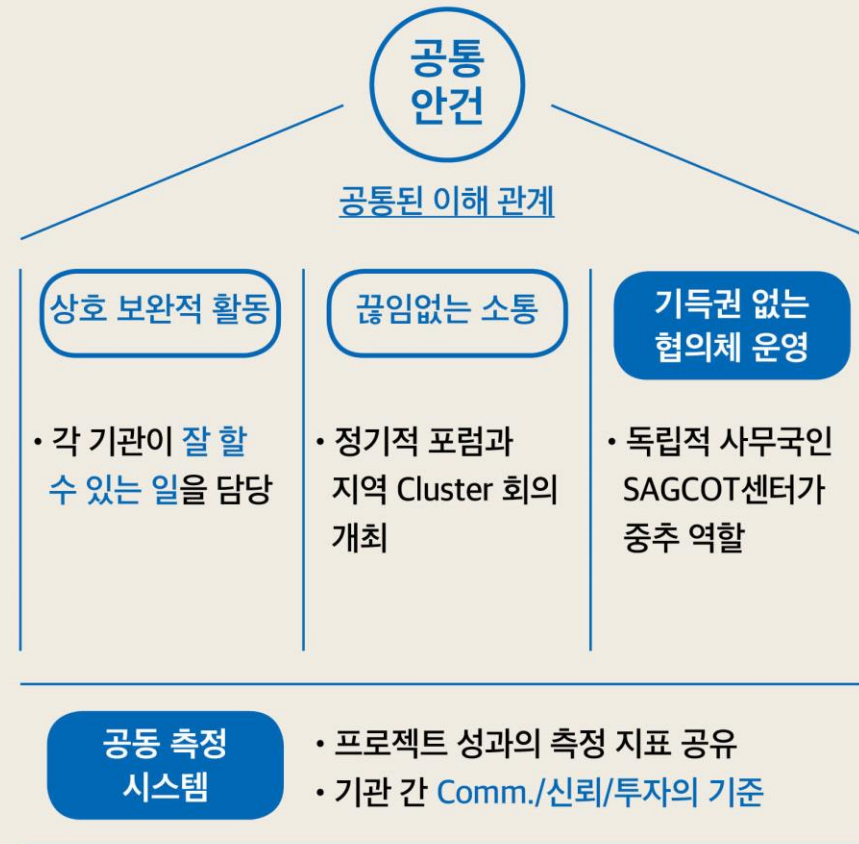 공통
안건
공통된 이해 관계
상호 보완적 활동
• 각 기관이 잘 할
수 있는 일을 담당
끊임없는 소통
• 정기적 포럼과
지역 Cluster 회의
개최
기득권 없는
협의체 운영
• 독립적 사무국인
SAGCOT센터가
중추 역할
공동 측정
시스템
• 프로젝트 성과의 측정 지표 공유
• 기관 간 Comm./신뢰/투자의 기준